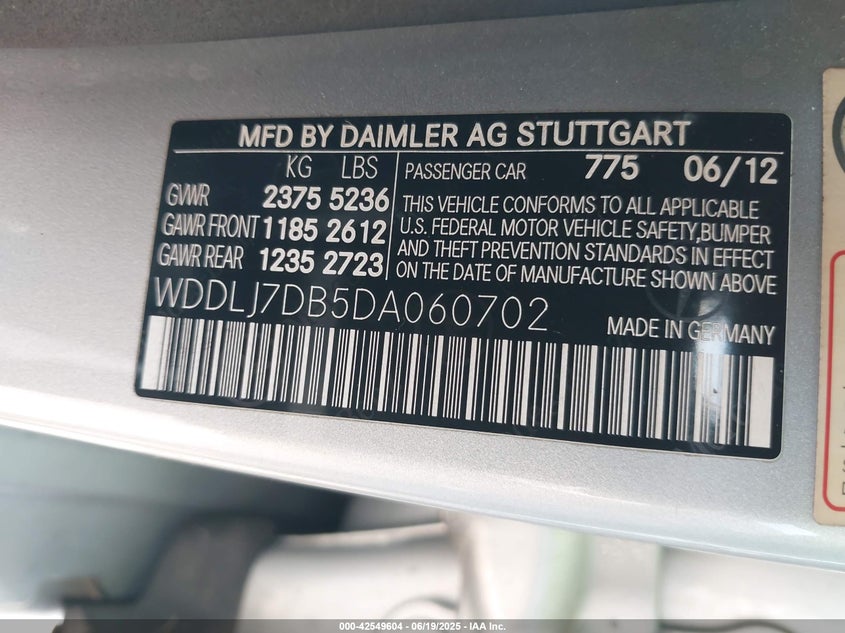 MFD BY DAIMLER AG STUTTGART
KG LBS
GVWR 2375 5236
GAWR FRONT 1185 2612
GAWR REAR 1235 2723
PASSENGER CAR 775 06/12
THIS VEHICLE CONFORMS TO ALL APPLICABLE
U.S. FEDERAL MOTOR VEHICLE SAFETY,BUMPER
AND THEFT PREVENTION STANDARDS IN EFFECT
ON THE DATE OF MANUFACTURE SHOWN ABOVE
WDDLJ7DB5DA060702
MADE IN GERMANY
000-42549604 - 06/19/2025 - IAA Inc.